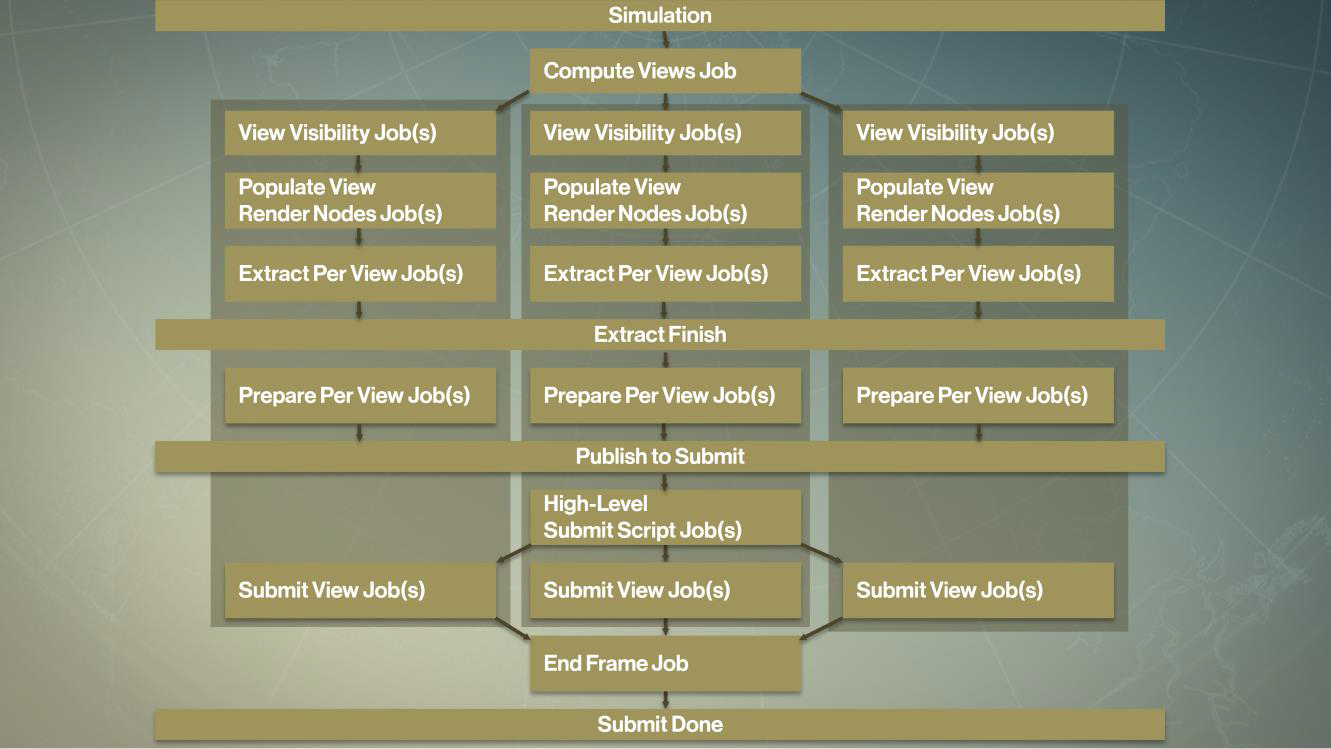 Simulation
Compute Views Job
View Visibility Job(s)
View Visibility Job(s)
View Visibility Job(s)
Populate View
Render Nodes Job(s)
Populate View
Render Nodes Job(s)
Populate View
Render Nodes Job(s)
Extract Per View Job(s)
Extract Per View Job(s)
Extract Per View Job(s)
Extract Finish
Prepare Per View Job(s)
Prepare Per View Job(s)
Prepare Per View Job(s)
Publish to Submit
High-Level
Submit Script Job(s)
Submit View Job(s)
Submit View Job(s)
Submit View Job(s)
End Frame Job
Submit Done